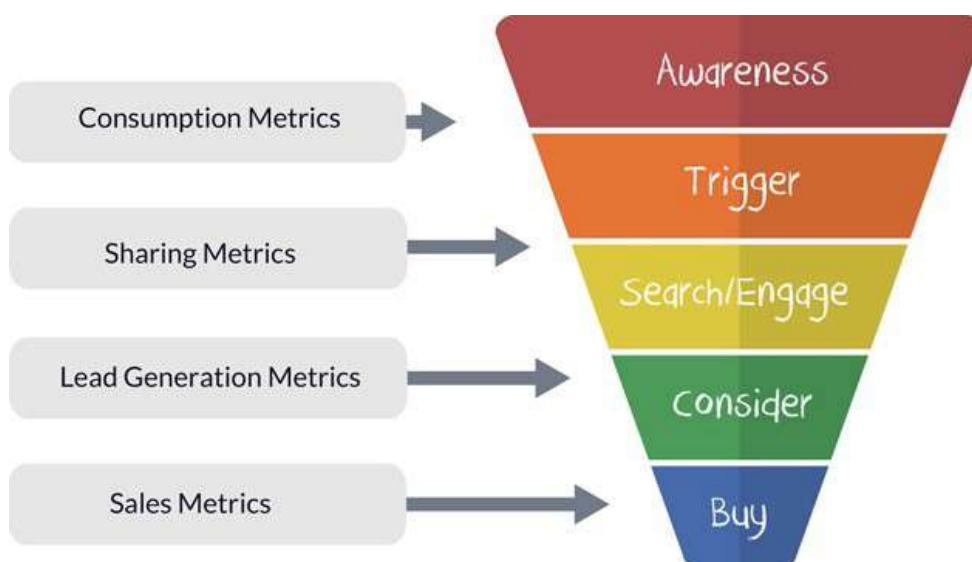 Consumption Metrics
Sharing Metrics
Lead Generation Metrics
Sales Metrics
Awareness
Trigger
Search/Engage
Consider
Buy